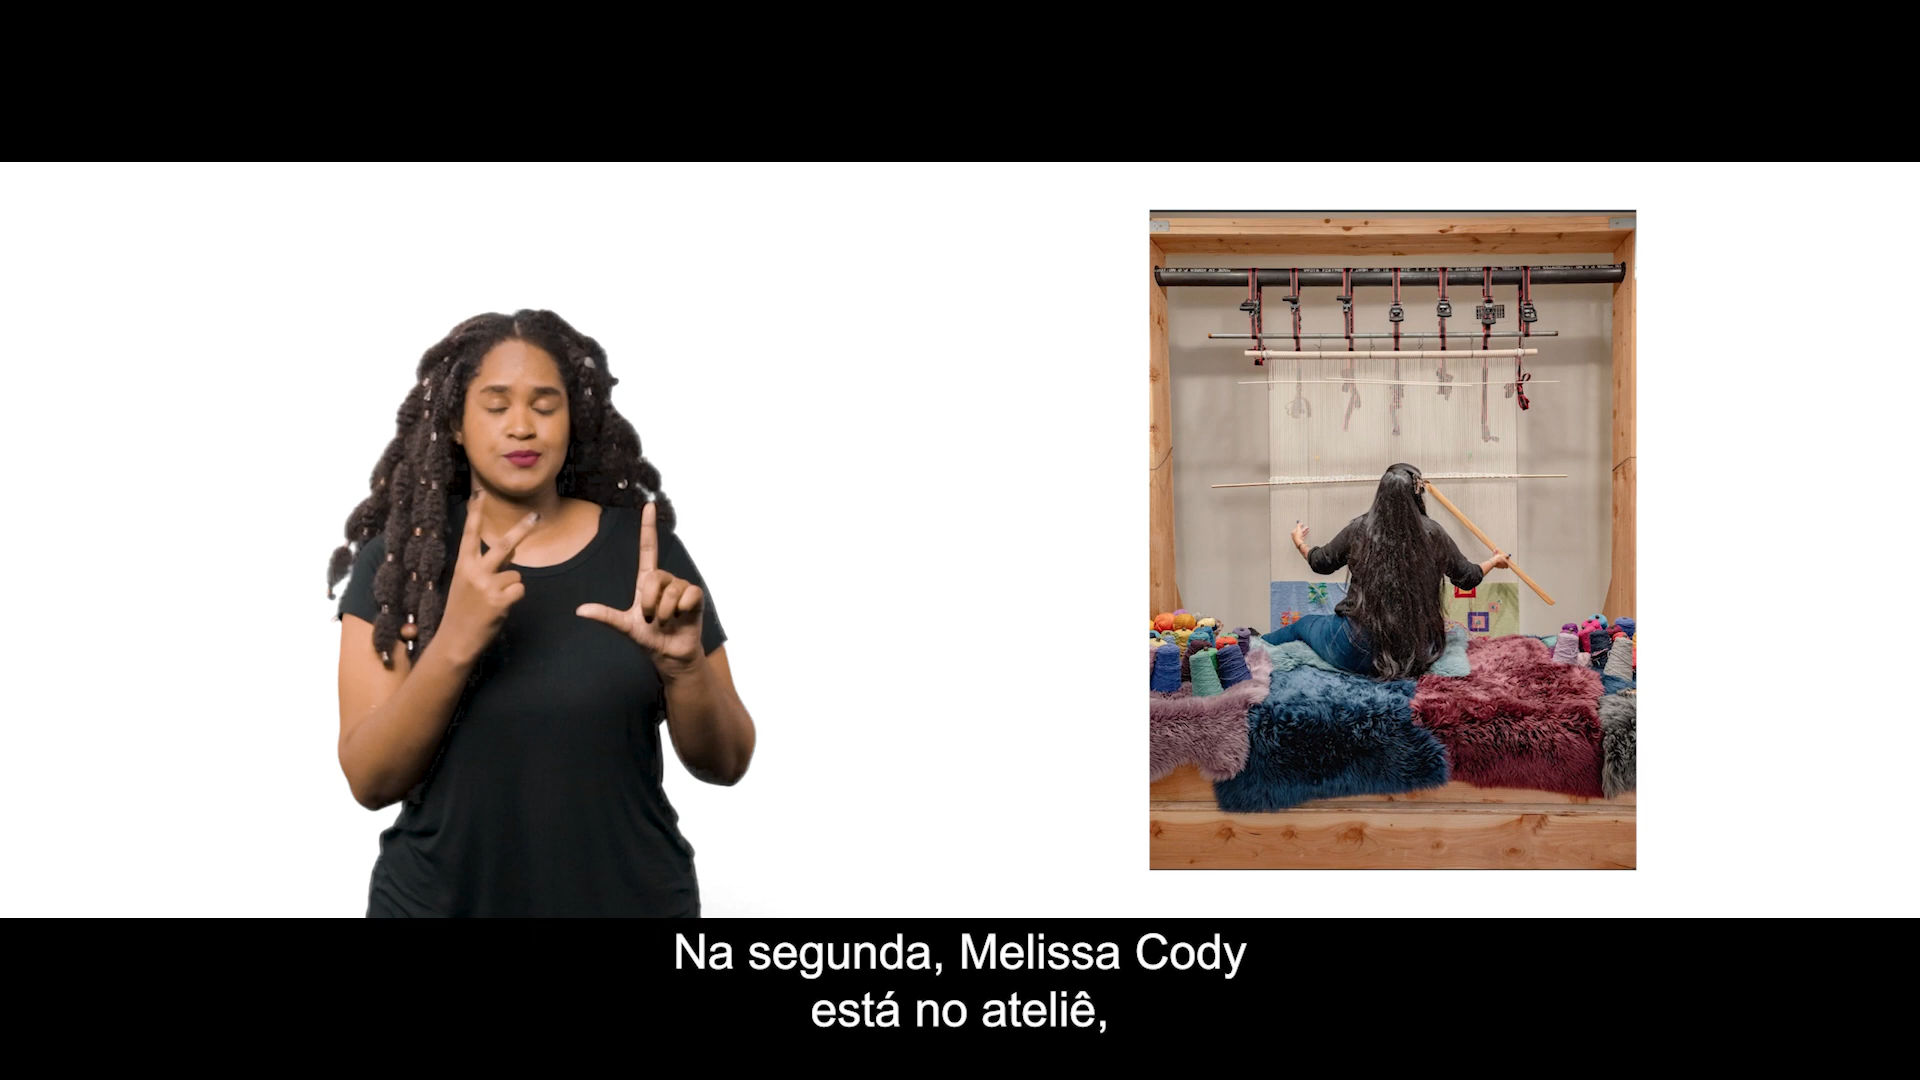 Na segunda, Melissa Cody
está no ateliê,